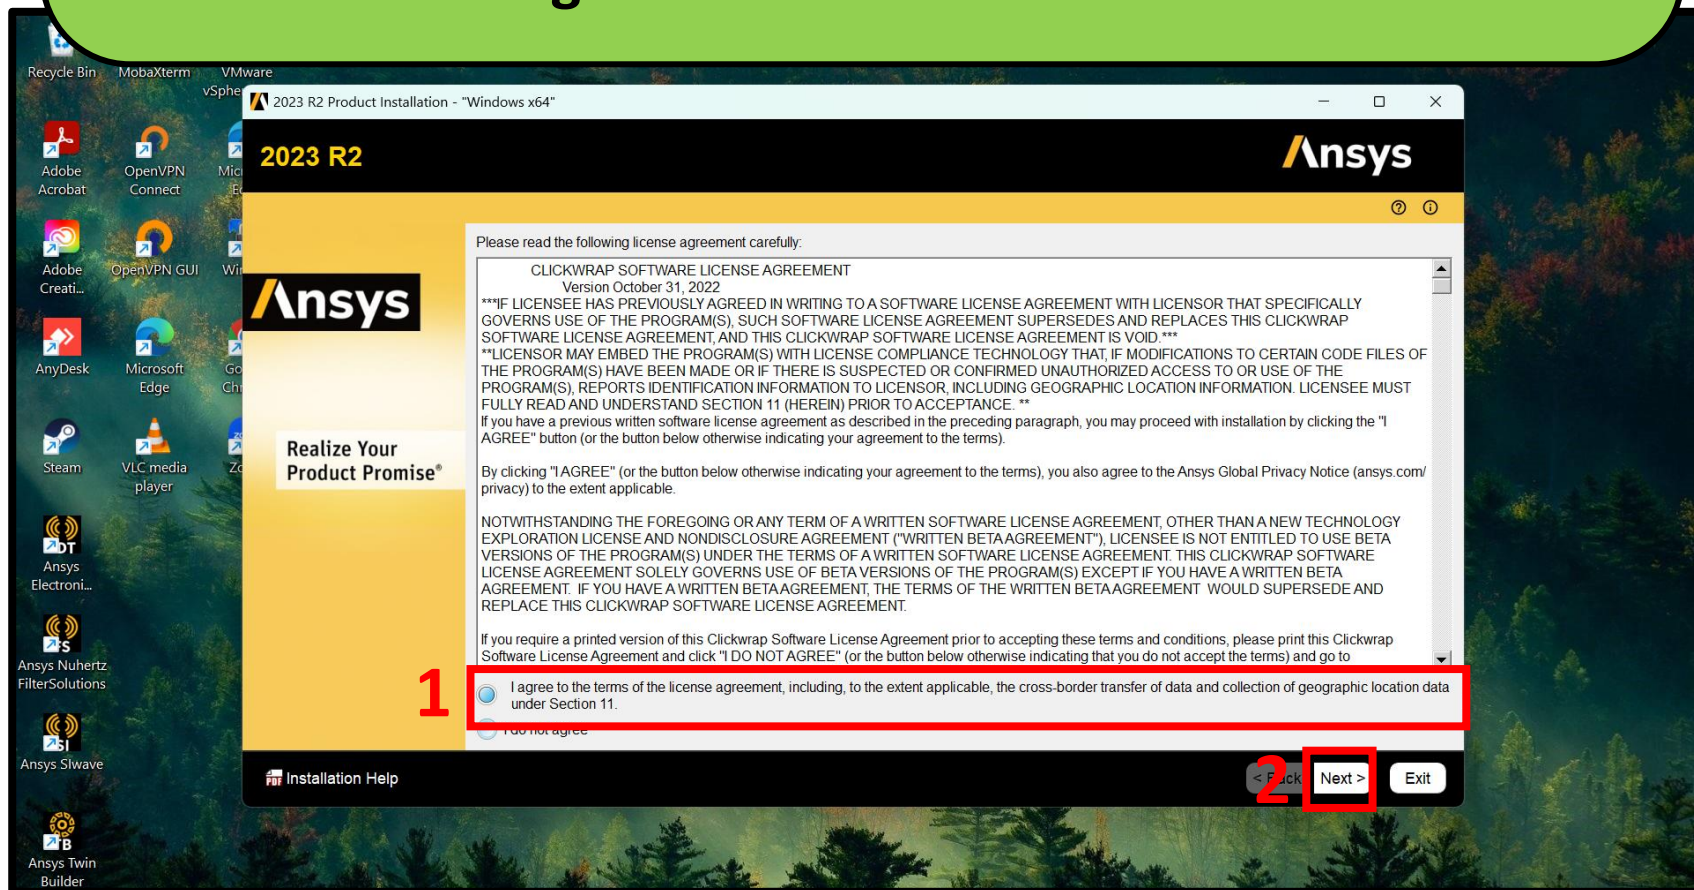 Recycle Bin
MobaXterm
VMware
vSphe
Adobe
Acrobat
OpenVPN
Connect
Adobe
Creati...
OpenVPN GUI
AnyDesk
Microsoft
Edge
Steam
VLC media
player
Ansys
Electroni...
Ansys Nuhertz
FilterSolutions
Ansys SIwave
Ansys Twin
Builder
2023 R2 Product Installation - "Windows x64"
2023 R2
Ansys
Ansys
Realize Your
Product Promise®
Please read the following license agreement carefully:
CLICKWRAP SOFTWARE LICENSE AGREEMENT
Version October 31, 2022
***IF LICENSEE HAS PREVIOUSLY AGREED IN WRITING TO A SOFTWARE LICENSE AGREEMENT WITH LICENSOR THAT SPECIFICALLY
GOVERNS USE OF THE PROGRAM(S), SUCH SOFTWARE LICENSE AGREEMENT SUPERSEDES AND REPLACES THIS CLICKWRAP
SOFTWARE LICENSE AGREEMENT, AND THIS CLICKWRAP SOFTWARE LICENSE AGREEMENT IS VOID.***
**LICENSOR MAY EMBED THE PROGRAM(S) WITH LICENSE COMPLIANCE TECHNOLOGY THAT, IF MODIFICATIONS TO CERTAIN CODE FILES OF
THE PROGRAM(S) HAVE BEEN MADE OR IF THERE IS SUSPECTED OR CONFIRMED UNAUTHORIZED ACCESS TO OR USE OF THE
PROGRAM(S), REPORTS IDENTIFICATION INFORMATION TO LICENSOR, INCLUDING GEOGRAPHIC LOCATION INFORMATION. LICENSEE MUST
FULLY READ AND UNDERSTAND SECTION 11 (HEREIN) PRIOR TO ACCEPTANCE. **
If you have a previous written software license agreement as described in the preceding paragraph, you may proceed with installation by clicking the "I
AGREE" button (or the button below otherwise indicating your agreement to the terms).
By clicking "I AGREE" (or the button below otherwise indicating your agreement to the terms), you also agree to the Ansys Global Privacy Notice (ansys.com/
privacy) to the extent applicable.
NOTWITHSTANDING THE FOREGOING OR ANY TERM OF A WRITTEN SOFTWARE LICENSE AGREEMENT, OTHER THAN A NEW TECHNOLOGY
EXPLORATION LICENSE AND NONDISCLOSURE AGREEMENT ("WRITTEN BETA AGREEMENT"), LICENSEE IS NOT ENTITLED TO USE BETA
VERSIONS OF THE PROGRAM(S) UNDER THE TERMS OF A WRITTEN SOFTWARE LICENSE AGREEMENT. THIS CLICKWRAP SOFTWARE
LICENSE AGREEMENT SOLELY GOVERNS USE OF BETA VERSIONS OF THE PROGRAM(S) EXCEPT IF YOU HAVE A WRITTEN BETA
AGREEMENT. IF YOU HAVE A WRITTEN BETA AGREEMENT, THE TERMS OF THE WRITTEN BETA AGREEMENT WOULD SUPERSEDE AND
REPLACE THIS CLICKWRAP SOFTWARE LICENSE AGREEMENT.
If you require a printed version of this Clickwrap Software License Agreement prior to accepting these terms and conditions, please print this Clickwrap
Software License Agreement and click "I DO NOT AGREE" (or the button below otherwise indicating that you do not accept the terms) and go to
1
I agree to the terms of the license agreement, including, to the extent applicable, the cross-border transfer of data and collection of geographic location data
under Section 11.
I do not agree
PDF Installation Help
2
< Back
Next >
Exit